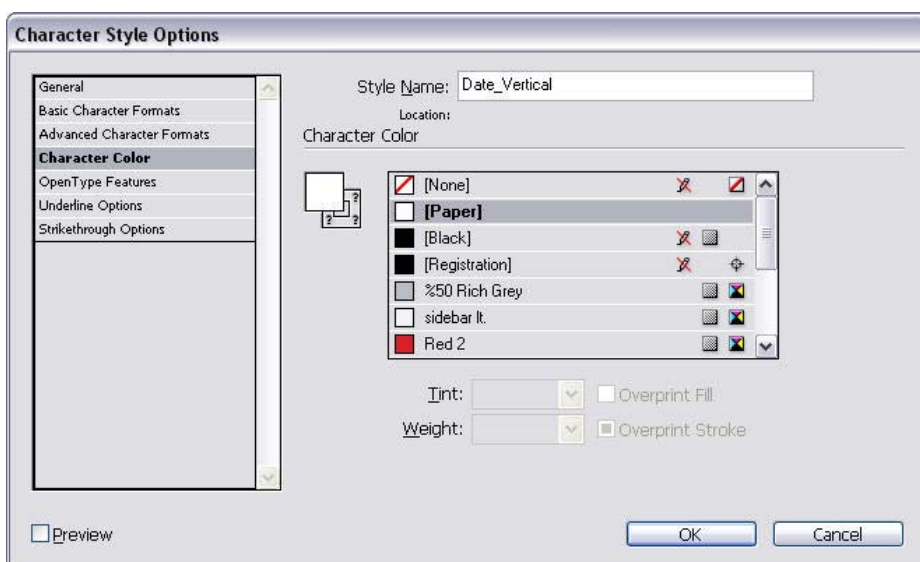 Character Style Options
General
Basic Character Formats
Advanced Character Formats
Character Color
OpenType Features
Underline Options
Strikethrough Options
Style Name: Date_Vertical
Location:
Character Color
[None]
[Paper]
[Black]
[Registration]
%50 Rich Grey
sidebar lt.
Red 2
Tint:
Overprint Fill
Weight:
Overprint Stroke
Preview
OK
Cancel